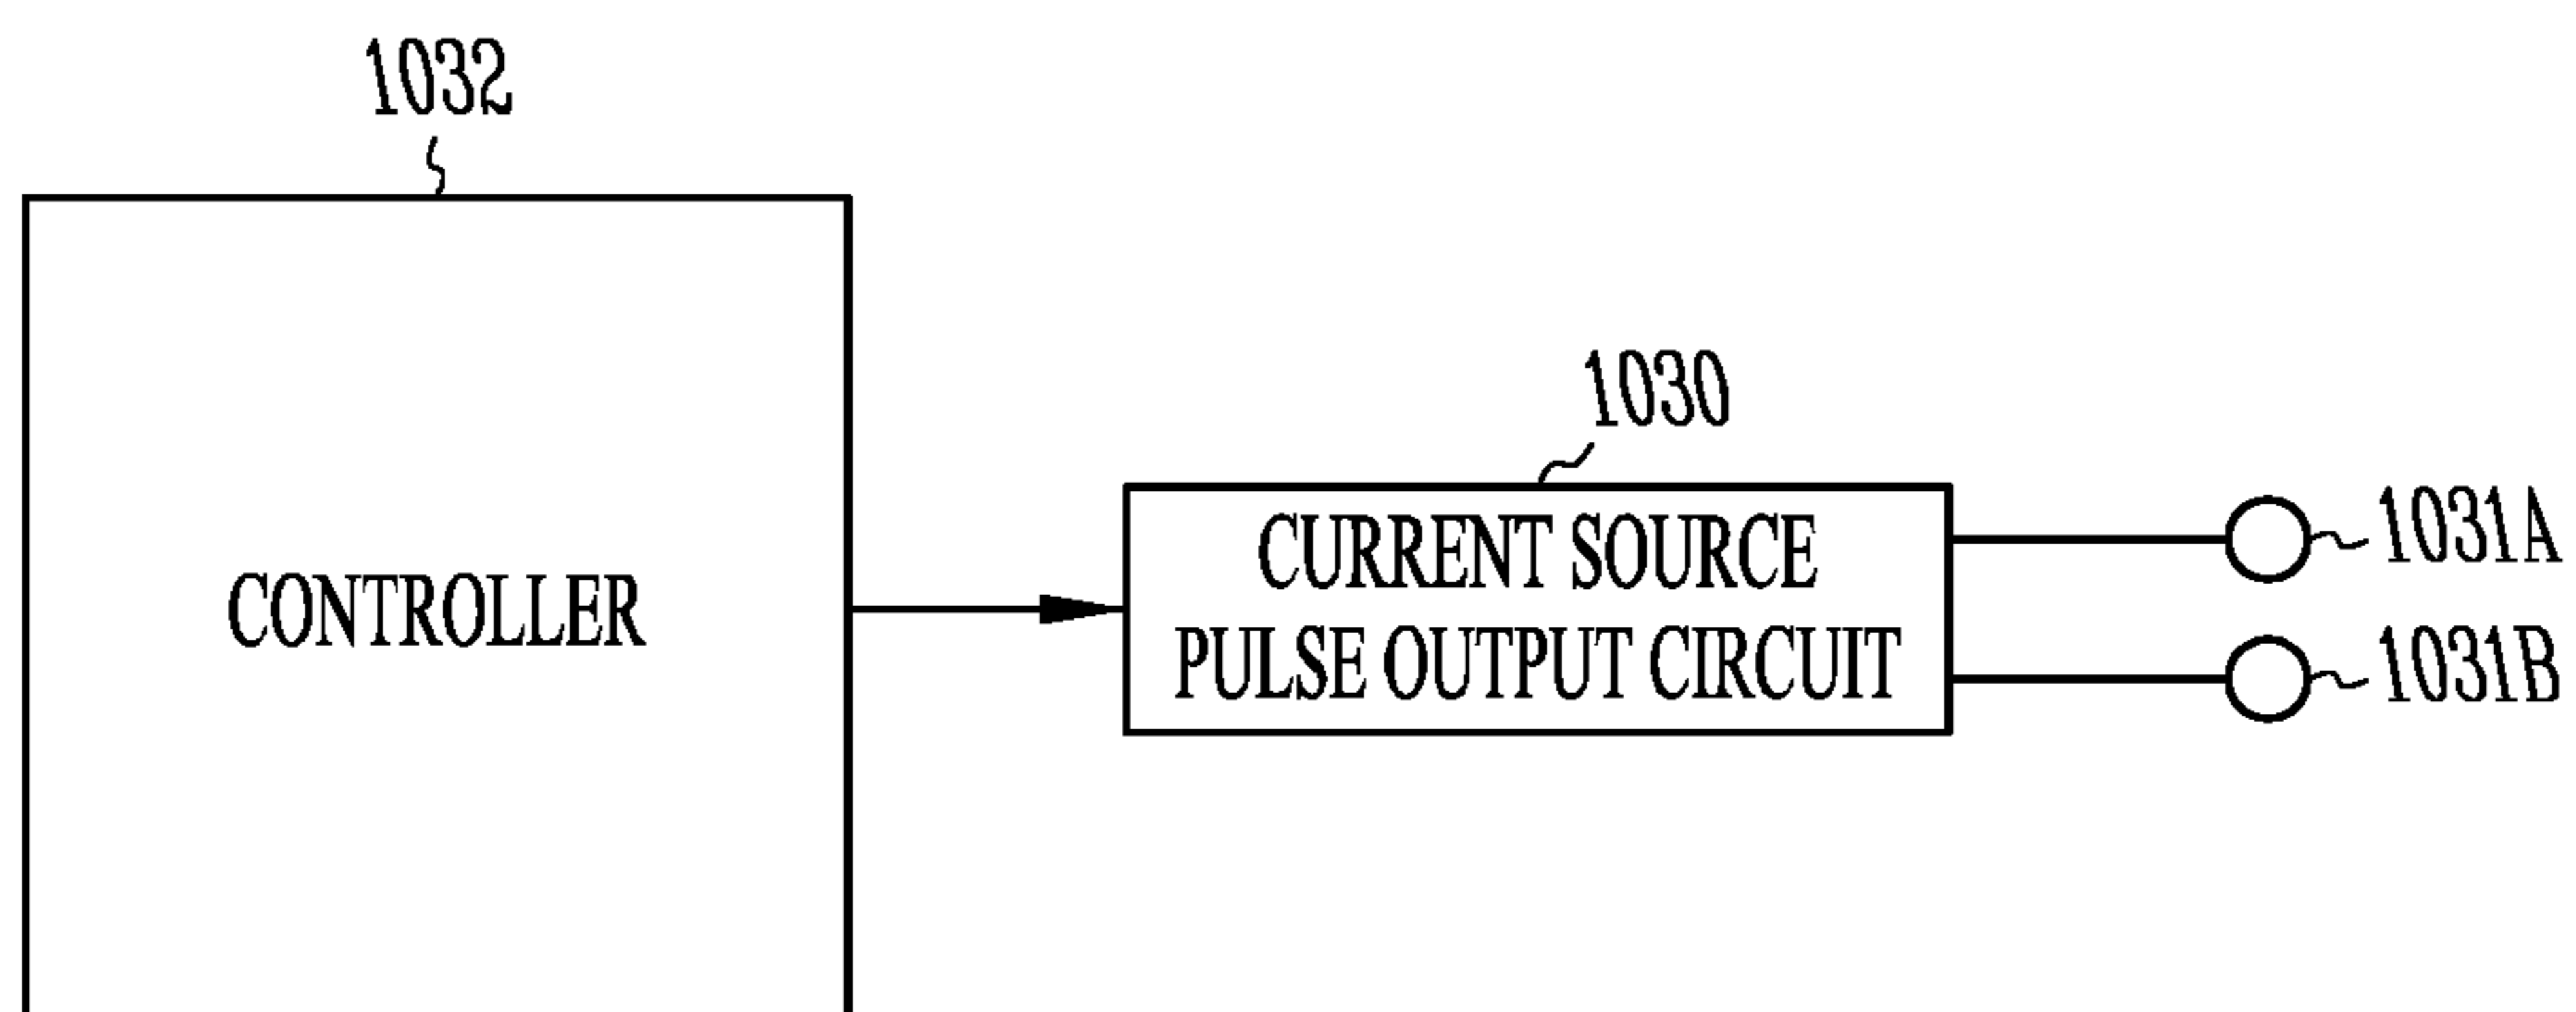 1032
1030
CONTROLLER
CURRENT SOURCE
PULSE OUTPUT CIRCUIT
1031A
1031B